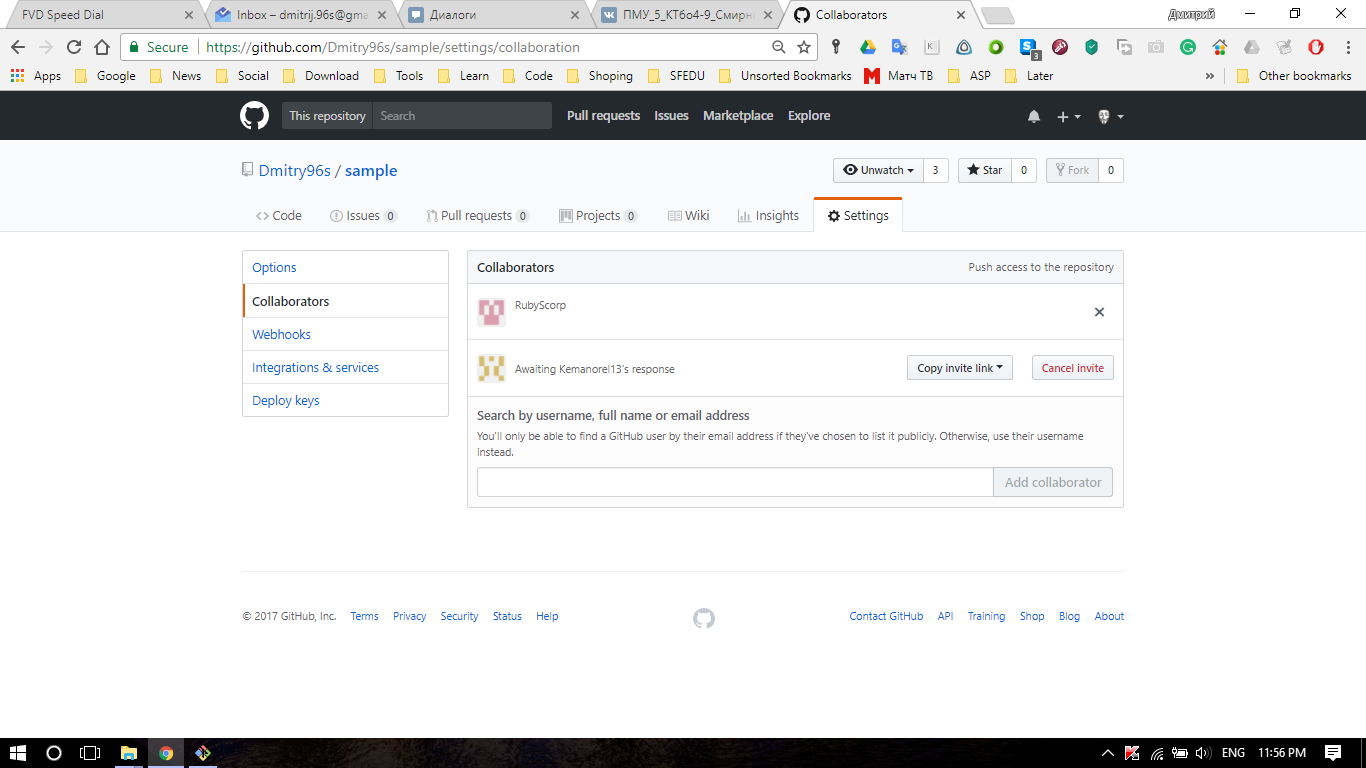 FVD Speed Dial
Inbox – dmitrij.96s@gma
Диалоги
ПМУ_5_КТбо4-9_Смирн
Collaborators
Дмитрий
Secure
https://github.com/Dmitry96s/sample/settings/collaboration
3
Apps Google News Social Download Tools Learn Code Shoping SFEDU Unsorted Bookmarks Матч ТВ ASP Later » Other bookmarks
This repository Search Pull requests Issues Marketplace Explore
Dmitry96s / sample
Unwatch 3 Star 0 Fork 0
Code Issues 0 Pull requests 0 Projects 0 Wiki Insights Settings
Options
Collaborators
Webhooks
Integrations & services
Deploy keys
Collaborators Push access to the repository
RubyScorp
Awaiting Kemanorel13's response Copy invite link Cancel invite
Search by username, full name or email address
You'll only be able to find a GitHub user by their email address if they've chosen to list it publicly. Otherwise, use their username
instead.
Add collaborator
© 2017 GitHub, Inc. Terms Privacy Security Status Help
Contact GitHub API Training Shop Blog About
ENG 11:56 PM